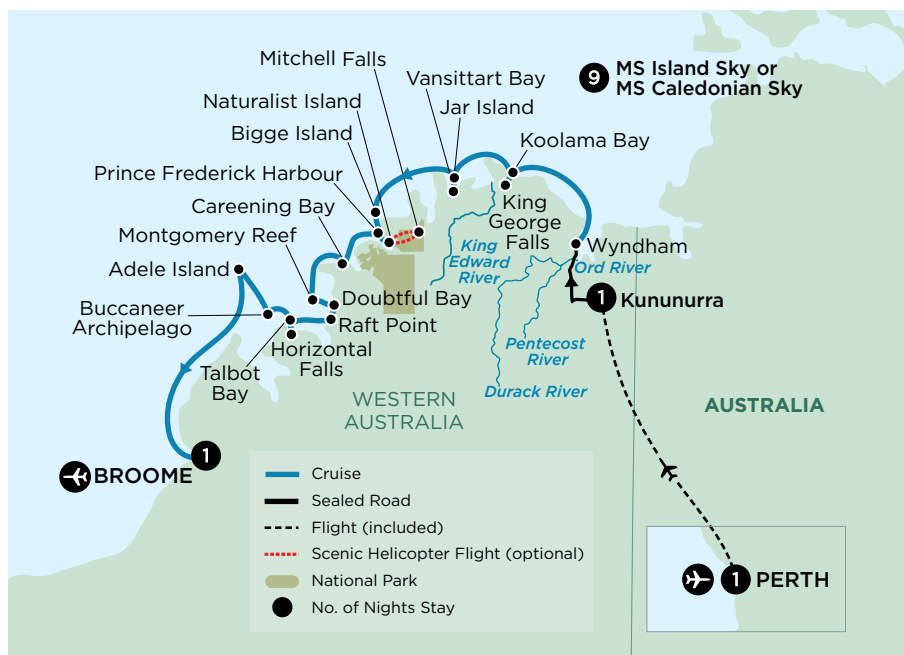 Mitchell Falls
Vansittart Bay
9
MS Island Sky or
MS Caledonian Sky
Naturalist Island
Jar Island
Bigge Island
Koolama Bay
Prince Frederick Harbour
King
George
Falls
Careening Bay
Montgomery Reef
King
Edward
River
Wyndham
Ord River
Adele Island
Doubtful Bay
1
Kununurra
Buccaneer
Archipelago
Raft Point
Horizontal
Falls
Talbot
Bay
Pentecost
River
Durack River
WESTERN
AUSTRALIA
AUSTRALIA
1
BROOME
Cruise
Sealed Road
Flight (included)
Scenic Helicopter Flight (optional)
National Park
No. of Nights Stay
1
PERTH